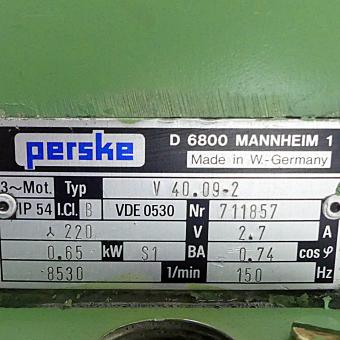 perske
D 6800 MANNHEIM 1
Made in W.-Germany
3~Mot. Typ V 40.09-2
IP 54 I.Cl. B VDE 0530 Nr 711857
⅄ 220 V 2.7 A
0.65 kW S1 BA 0.74 cos φ
8530 1/min 150 Hz